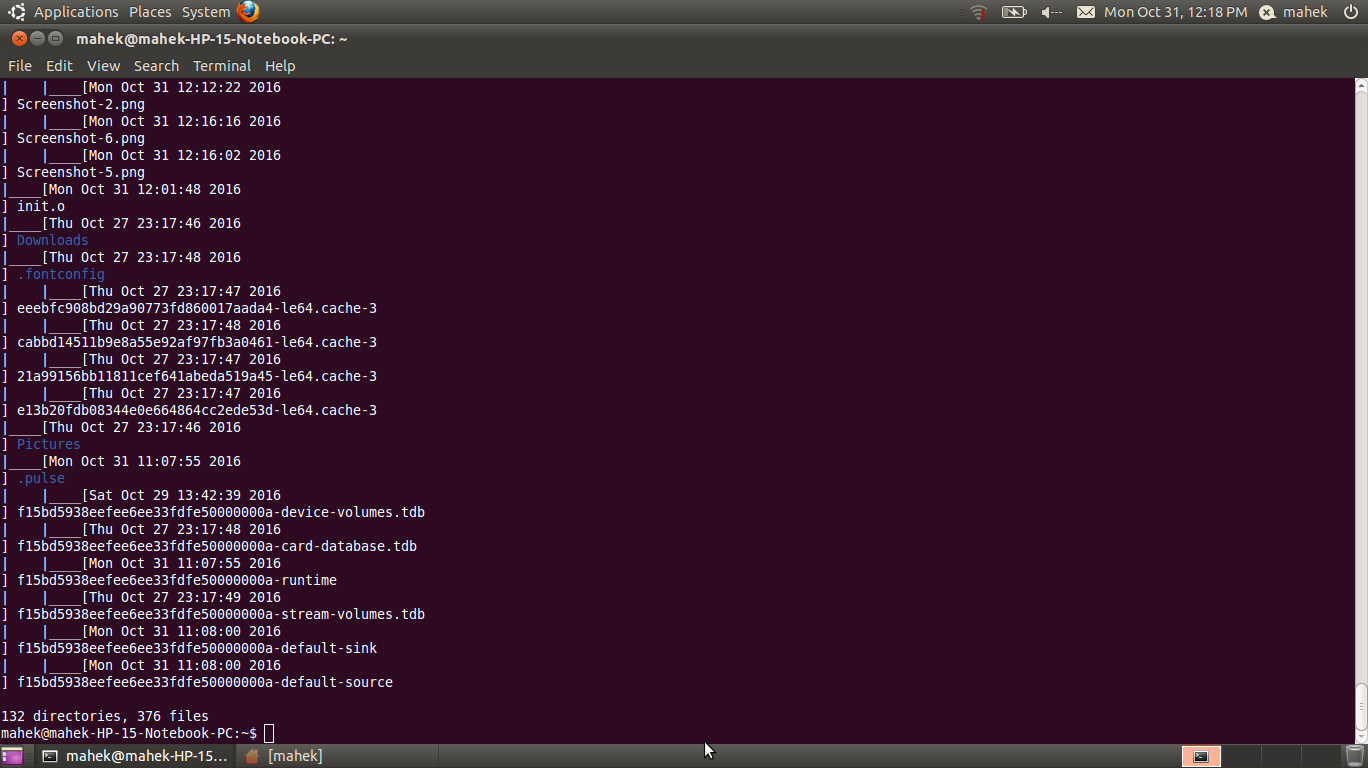 Applications Places System Mon Oct 31, 12:18 PM mahek
mahek@mahek-HP-15-Notebook-PC: ~
File Edit View Search Terminal Help
|    |____[Mon Oct 31 12:12:22 2016
] Screenshot-2.png
|    |____[Mon Oct 31 12:16:16 2016
] Screenshot-6.png
|    |____[Mon Oct 31 12:16:02 2016
] Screenshot-5.png
|____[Mon Oct 31 12:01:48 2016
] init.o
|____[Thu Oct 27 23:17:46 2016
] Downloads
|____[Thu Oct 27 23:17:48 2016
] .fontconfig
|    |____[Thu Oct 27 23:17:47 2016
] eeebfc908bd29a90773fd860017aada4-le64.cache-3
|    |____[Thu Oct 27 23:17:48 2016
] cabbd14511b9e8a55e92af97fb3a0461-le64.cache-3
|    |____[Thu Oct 27 23:17:47 2016
] 21a99156bb11811cef641abeda519a45-le64.cache-3
|    |____[Thu Oct 27 23:17:47 2016
] e13b20fdb08344e0e664864cc2ede53d-le64.cache-3
|____[Thu Oct 27 23:17:46 2016
] Pictures
|____[Mon Oct 31 11:07:55 2016
] .pulse
|    |____[Sat Oct 29 13:42:39 2016
] f15bd5938eefee6ee33fdfe50000000a-device-volumes.tdb
|    |____[Thu Oct 27 23:17:48 2016
] f15bd5938eefee6ee33fdfe50000000a-card-database.tdb
|    |____[Mon Oct 31 11:07:55 2016
] f15bd5938eefee6ee33fdfe50000000a-runtime
|    |____[Thu Oct 27 23:17:49 2016
] f15bd5938eefee6ee33fdfe50000000a-stream-volumes.tdb
|    |____[Mon Oct 31 11:08:00 2016
] f15bd5938eefee6ee33fdfe50000000a-default-sink
|    |____[Mon Oct 31 11:08:00 2016
] f15bd5938eefee6ee33fdfe50000000a-default-source
132 directories, 376 files
mahek@mahek-HP-15-Notebook-PC:~$
mahek@mahek-HP-15... [mahek]